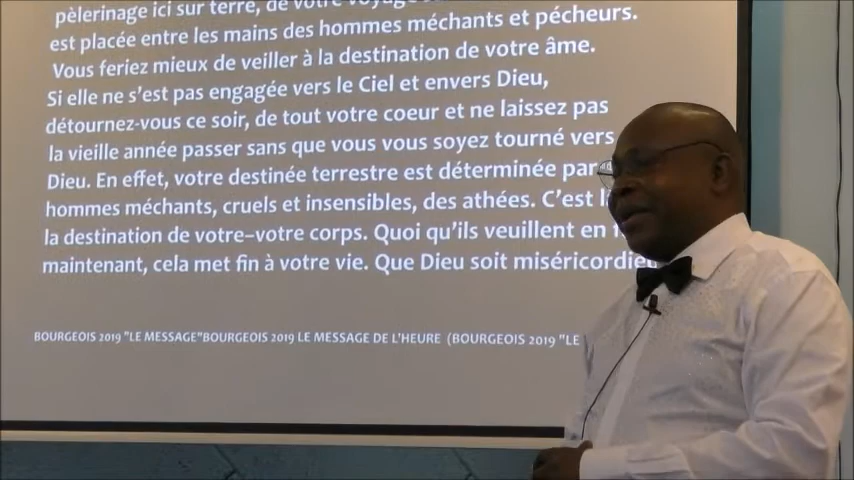 pèlerinage ici sur terre, de votre voyage
est placée entre les mains des hommes méchants et pécheurs.
Vous feriez mieux de veiller à la destination de votre âme.
Si elle ne s'est pas engagée vers le Ciel et envers Dieu,
détournez-vous ce soir, de tout votre coeur et ne laissez pas
la vieille année passer sans que vous vous soyez tourné vers
Dieu. En effet, votre destinée terrestre est déterminée par
hommes méchants, cruels et insensibles, des athées. C'est
la destination de votre–votre corps. Quoi qu'ils veuillent en
maintenant, cela met fin à votre vie. Que Dieu soit miséricordieu
BOURGEOIS 2019 "LE MESSAGE"BOURGEOIS 2019 LE MESSAGE DE L'HEURE (BOURGEOIS 2019 "LE